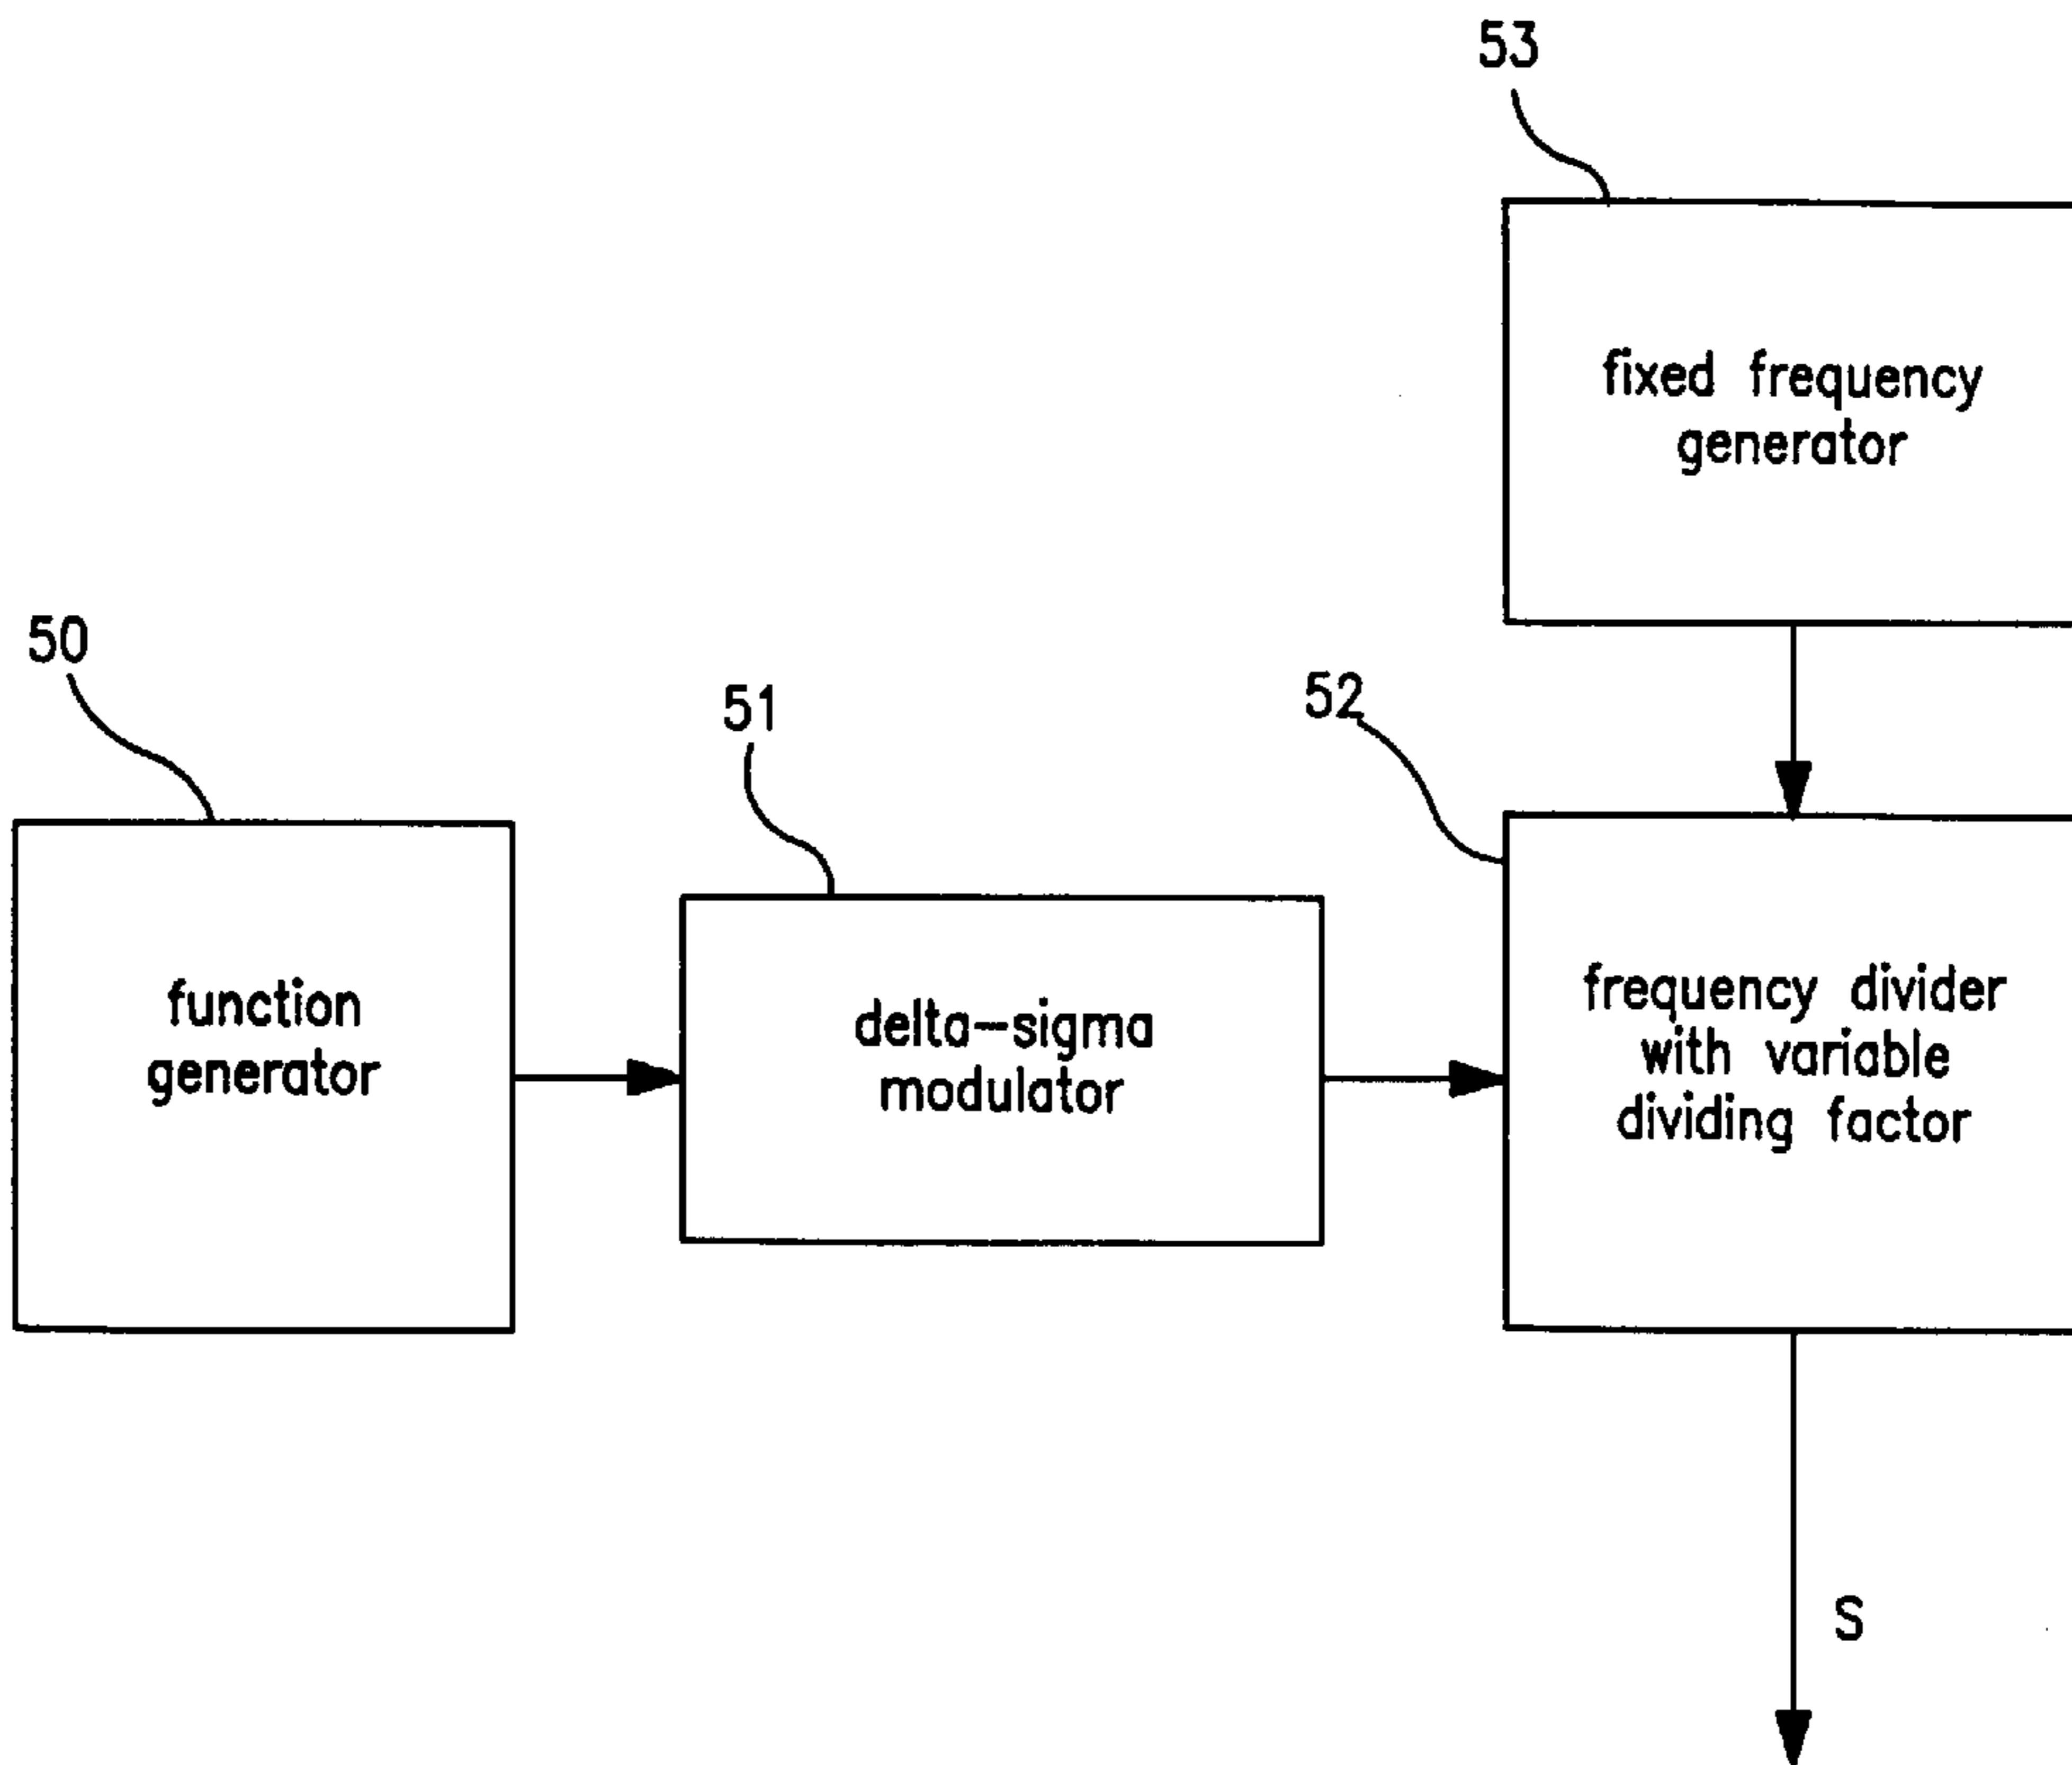 53
fixed frequency
generator
50
51
52
function
generator
delta-sigma
modulator
frequency divider
with variable
dividing factor
S